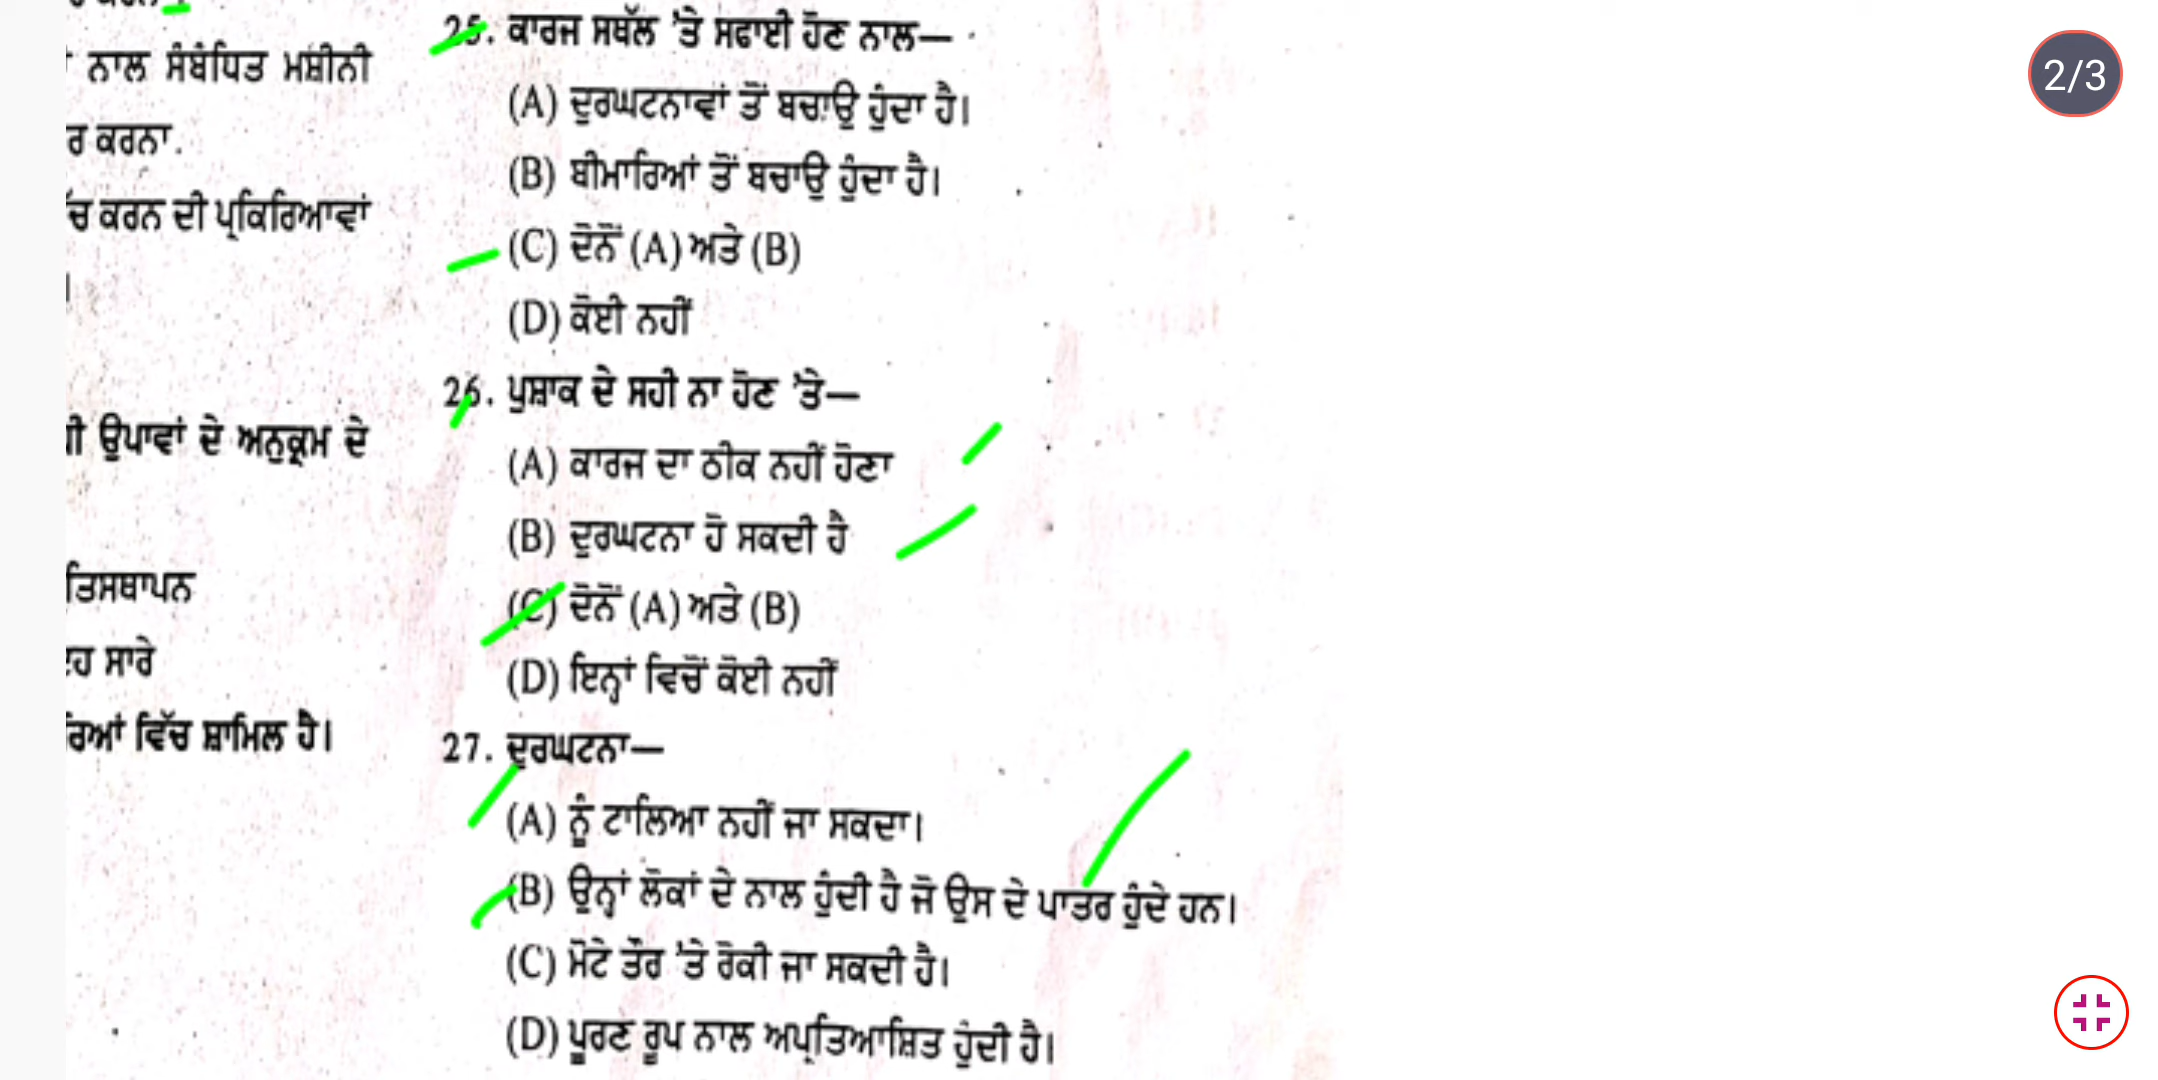 ਨਾਲ ਸੰਬੰਧਿਤ ਮਸ਼ੀਨੀ
ਰ ਕਰਨਾ.
ੱਚ ਕਰਨ ਦੀ ਪ੍ਰਕਿਰਿਆਵਾਂ
।
ੀ ਉਪਾਵਾਂ ਦੇ ਅਨੁਕ੍ਰਮ ਦੇ
ਤਿਸਥਾਪਨ
ਹ ਸਾਰੇ
ਰਿਆਂ ਵਿੱਚ ਸ਼ਾਮਿਲ ਹੈ।
25. ਕਾਰਜ ਸਥੱਲ 'ਤੇ ਸਫਾਈ ਹੋਣ ਨਾਲ—
(A) ਦੁਰਘਟਨਾਵਾਂ ਤੋਂ ਬਚਾਉ ਹੁੰਦਾ ਹੈ।
(B) ਬੀਮਾਰਿਆਂ ਤੋਂ ਬਚਾਉ ਹੁੰਦਾ ਹੈ।
(C) ਦੋਨੋਂ (A) ਅਤੇ (B)
(D) ਕੋਈ ਨਹੀਂ
26. ਪੁਸ਼ਾਕ ਦੇ ਸਹੀ ਨਾ ਹੋਣ 'ਤੇ—
(A) ਕਾਰਜ ਦਾ ਠੀਕ ਨਹੀਂ ਹੋਣਾ
(B) ਦੁਰਘਟਨਾ ਹੋ ਸਕਦੀ ਹੈ
(C) ਦੋਨੋਂ (A) ਅਤੇ (B)
(D) ਇਨ੍ਹਾਂ ਵਿਚੋਂ ਕੋਈ ਨਹੀਂ
27. ਦੁਰਘਟਨਾ—
(A) ਨੂੰ ਟਾਲਿਆ ਨਹੀਂ ਜਾ ਸਕਦਾ।
(B) ਉਨ੍ਹਾਂ ਲੋਕਾਂ ਦੇ ਨਾਲ ਹੁੰਦੀ ਹੈ ਜੋ ਉਸ ਦੇ ਪਾਤਰ ਹੁੰਦੇ ਹਨ।
(C) ਮੋਟੇ ਤੌਰ 'ਤੇ ਰੋਕੀ ਜਾ ਸਕਦੀ ਹੈ।
(D) ਪੂਰਣ ਰੂਪ ਨਾਲ ਅਪ੍ਰਤਿਆਸ਼ਿਤ ਹੁੰਦੀ ਹੈ।
2/3